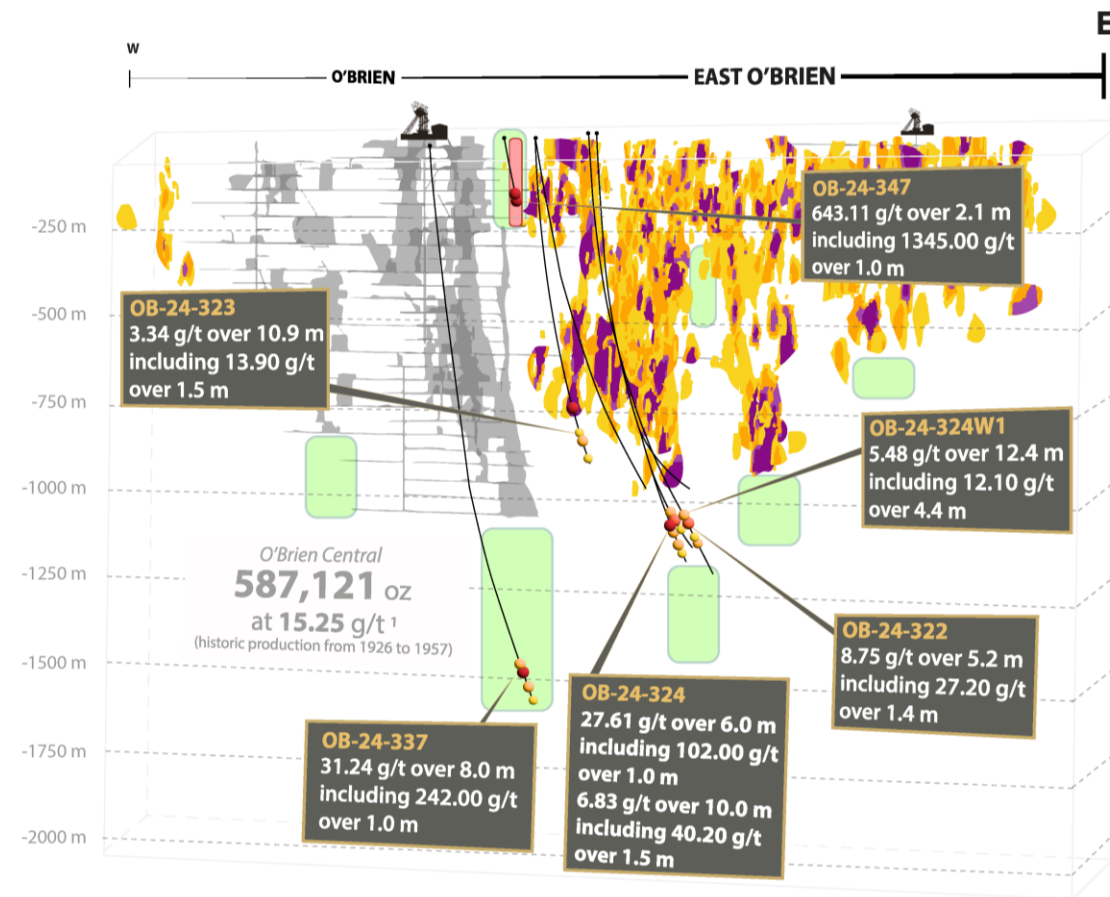 E
W
O'BRIEN
EAST O'BRIEN
-250 m
-500 m
-750 m
-1000 m
-1250 m
-1500 m
-1750 m
-2000 m
OB-24-347
643.11 g/t over 2.1 m
including 1345.00 g/t
over 1.0 m
OB-24-323
3.34 g/t over 10.9 m
including 13.90 g/t
over 1.5 m
OB-24-324W1
5.48 g/t over 12.4 m
including 12.10 g/t
over 4.4 m
O'Brien Central
587,121 oz
at 15.25 g/t ¹
(historic production from 1926 to 1957)
OB-24-322
8.75 g/t over 5.2 m
including 27.20 g/t
over 1.4 m
OB-24-324
27.61 g/t over 6.0 m
including 102.00 g/t
over 1.0 m
6.83 g/t over 10.0 m
including 40.20 g/t
over 1.5 m
OB-24-337
31.24 g/t over 8.0 m
including 242.00 g/t
over 1.0 m